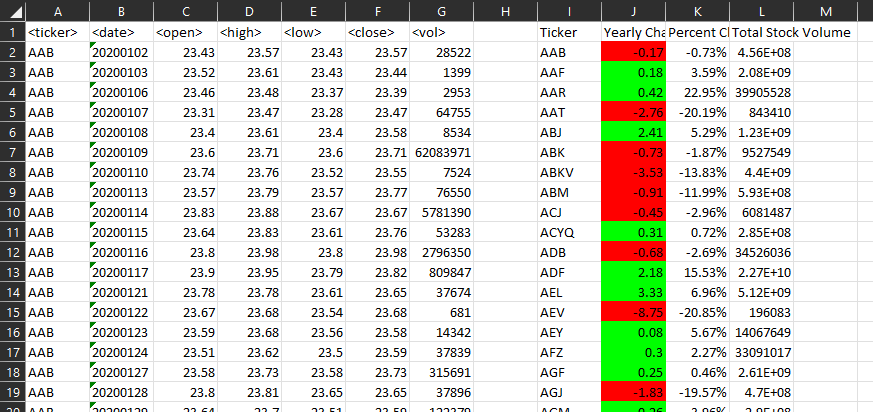 A B C D E F G H I J K L M
1 <ticker> <date> <open> <high> <low> <close> <vol> Ticker Yearly Cha Percent Cl Total Stock Volume
2 AAB 20200102 23.43 23.57 23.43 23.57 28522 AAB -0.17 -0.73% 4.56E+08
3 AAB 20200103 23.52 23.61 23.43 23.44 1399 AAF 0.18 3.59% 2.08E+09
4 AAB 20200106 23.46 23.48 23.37 23.39 2953 AAR 0.42 22.95% 39905528
5 AAB 20200107 23.31 23.47 23.28 23.47 64755 AAT -2.76 -20.19% 843410
6 AAB 20200108 23.4 23.61 23.4 23.58 8534 ABJ 2.41 5.29% 1.23E+09
7 AAB 20200109 23.6 23.71 23.6 23.71 62083971 ABK -0.73 -1.87% 9527549
8 AAB 20200110 23.74 23.76 23.52 23.55 7524 ABKV -3.53 -13.83% 4.4E+09
9 AAB 20200113 23.57 23.79 23.57 23.77 76550 ABM -0.91 -11.99% 5.93E+08
10 AAB 20200114 23.83 23.88 23.67 23.67 5781390 ACJ -0.45 -2.96% 6081487
11 AAB 20200115 23.64 23.83 23.61 23.76 53283 ACYQ 0.31 0.72% 2.85E+08
12 AAB 20200116 23.8 23.98 23.8 23.98 2796350 ADB -0.68 -2.69% 34526036
13 AAB 20200117 23.9 23.95 23.79 23.82 809847 ADF 2.18 15.53% 2.27E+10
14 AAB 20200121 23.78 23.78 23.61 23.65 37674 AEL 3.33 6.96% 5.12E+09
15 AAB 20200122 23.67 23.68 23.54 23.68 681 AEV -8.75 -20.85% 196083
16 AAB 20200123 23.59 23.68 23.56 23.58 14342 AEY 0.08 5.67% 14067649
17 AAB 20200124 23.51 23.62 23.5 23.59 37839 AFZ 0.3 2.27% 33091017
18 AAB 20200127 23.58 23.73 23.58 23.73 315691 AGF 0.25 0.46% 2.61E+09
19 AAB 20200128 23.8 23.81 23.65 23.65 37896 AGJ -1.83 -19.57% 4.7E+08